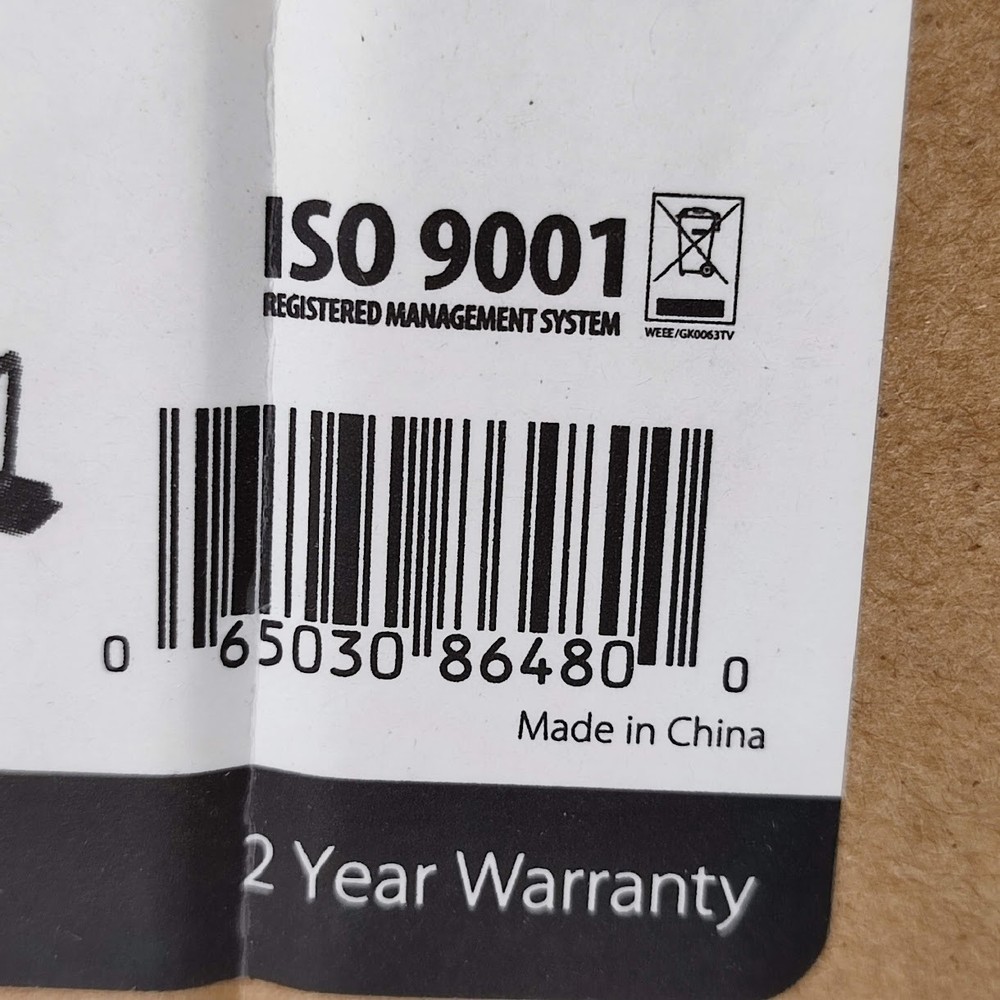 ISO 9001
REGISTERED MANAGEMENT SYSTEM
WEEE/GK0063TV
0 65030 86480 0
Made in China
2 Year Warranty